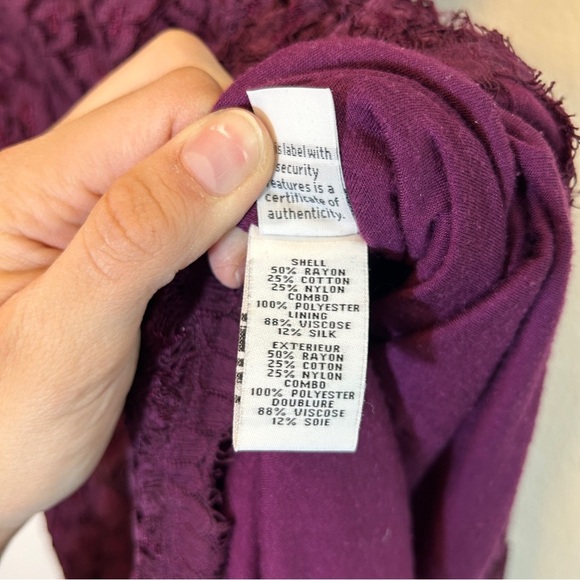 label with
security
features is a
certificate of
authenticity.
SHELL
50% RAYON
25% COTTON
25% NYLON
COMBO
100% POLYESTER
LINING
88% VISCOSE
12% SILK
EXTERIEUR
50% RAYON
25% COTON
25% NYLON
COMBO
100% POLYESTER
DOUBLURE
88% VISCOSE
12% SOIE